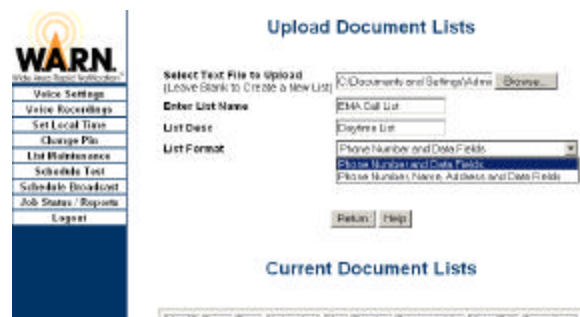 WARN.
Wide Area Rapid Notification
Voice Settings
Voice Recordings
Set Local Time
Change Pin
List Maintenance
Schedule Test
Schedule Broadcast
Job Status / Reports
Logout
Upload Document Lists
Select Text File to Upload
(Leave Blank to Create a New List)
C:\Documents and Settings\Admi
Browse...
Enter List Name
EMA Call List
List Desc
Daytime List
List Format
Phone Number and Data Fields
Phone Number and Data Fields
Phone Number, Name, Address and Data Fields
Return
Help
Current Document Lists